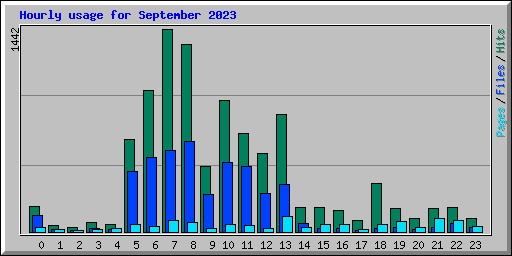 Hourly usage for September 2023
1442
Pages/Files/Hits
0 1 2 3 4 5 6 7 8 9 10 11 12 13 14 15 16 17 18 19 20 21 22 23